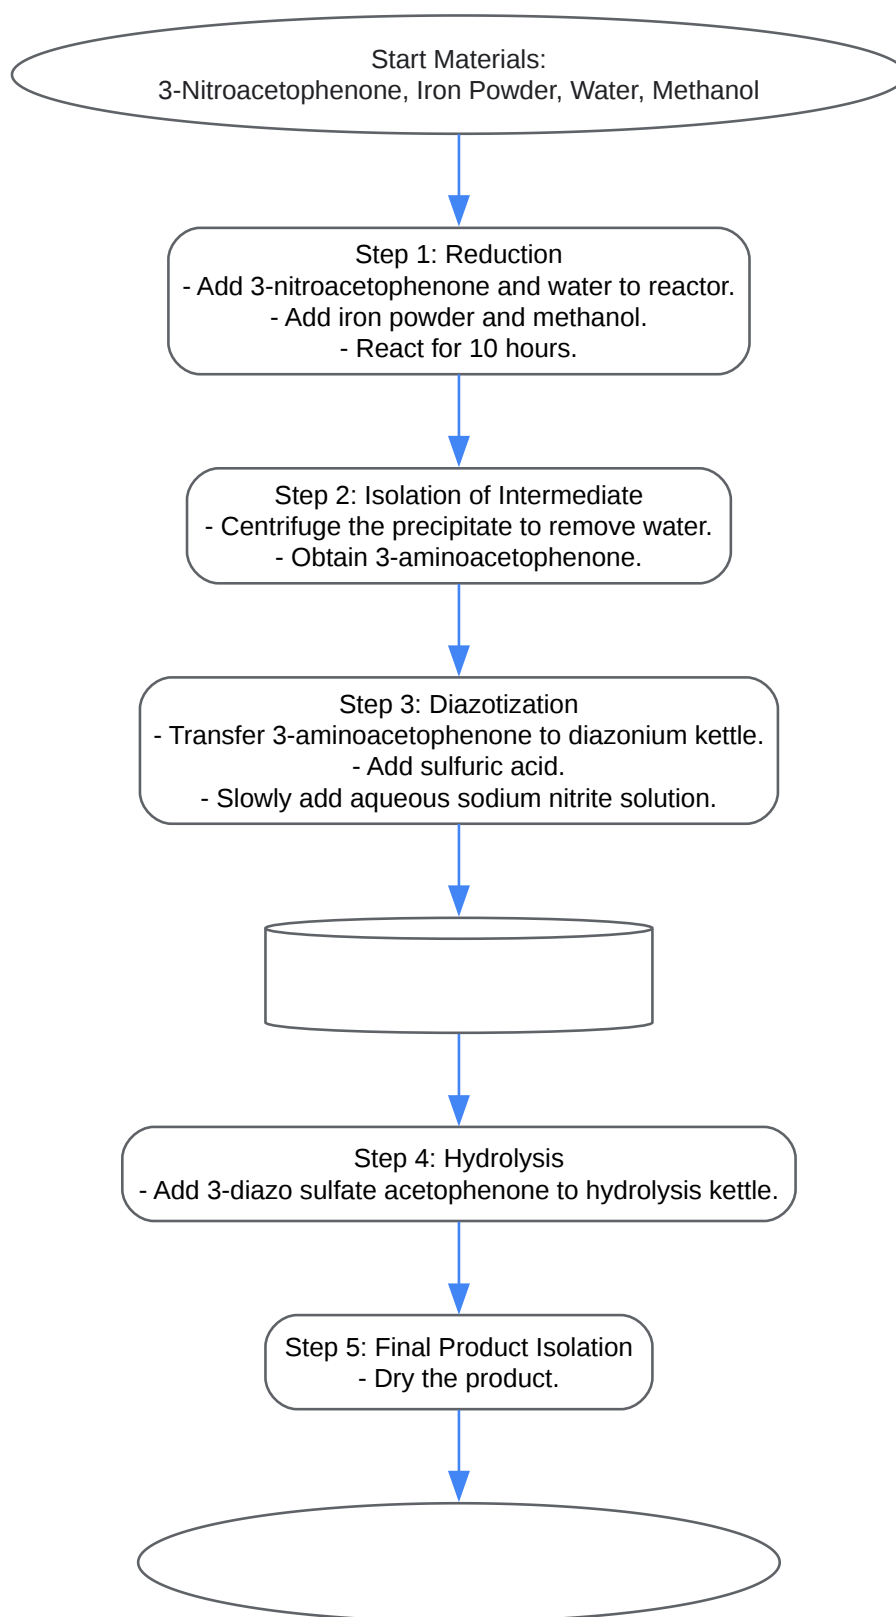 Start Materials:
3-Nitroacetophenone, Iron Powder, Water, Methanol
Step 1: Reduction
- Add 3-nitroacetophenone and water to reactor.
- Add iron powder and methanol.
- React for 10 hours.
Step 2: Isolation of Intermediate
- Centrifuge the precipitate to remove water.
- Obtain 3-aminoacetophenone.
Step 3: Diazotization
- Transfer 3-aminoacetophenone to diazonium kettle.
- Add sulfuric acid.
- Slowly add aqueous sodium nitrite solution.
Step 4: Hydrolysis
- Add 3-diazo sulfate acetophenone to hydrolysis kettle.
Step 5: Final Product Isolation
- Dry the product.